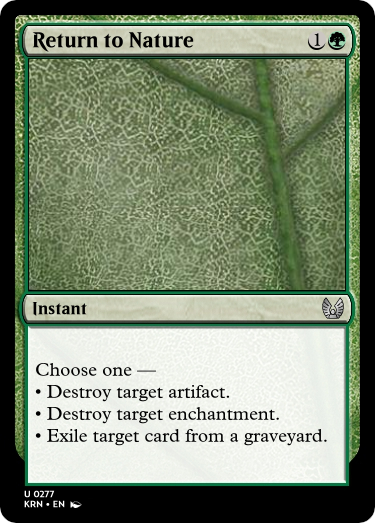 Return to Nature 1
Instant
Choose one —
• Destroy target artifact.
• Destroy target enchantment.
• Exile target card from a graveyard.
U 0277
KRN • EN